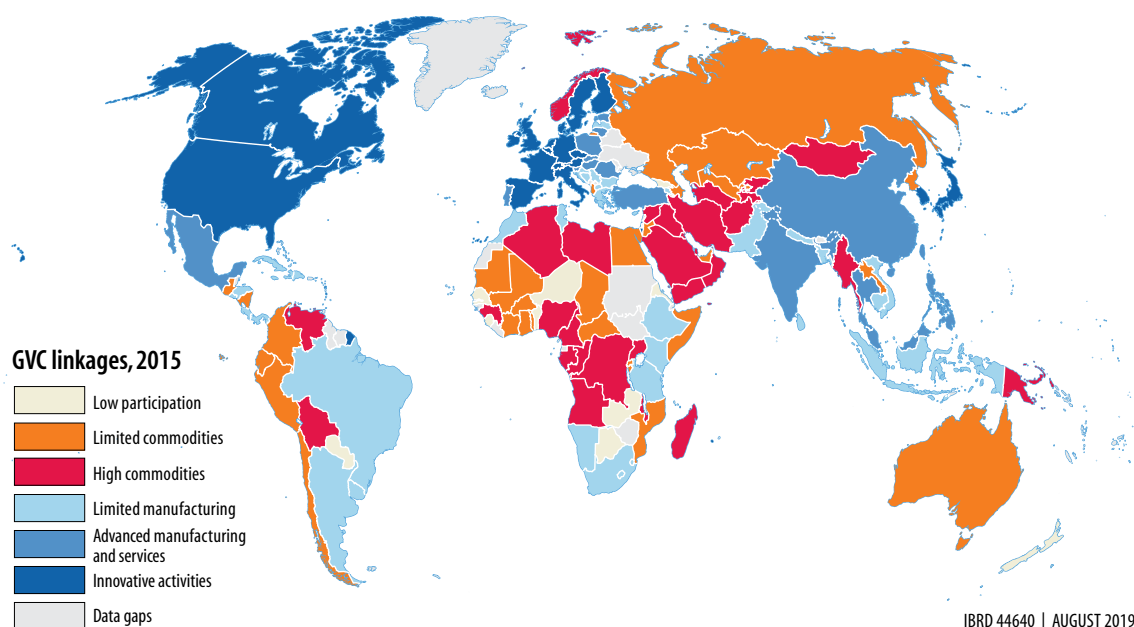 GVC linkages, 2015
Low participation
Limited commodities
High commodities
Limited manufacturing
Advanced manufacturing
and services
Innovative activities
Data gaps
IBRD 44640 | AUGUST 2019